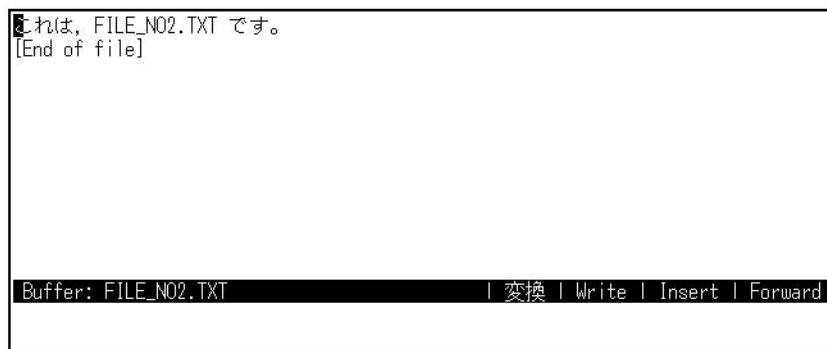 これは, FILE_NO2.TXT です。
[End of file]
Buffer: FILE_NO2.TXT | 変換 | Write | Insert | Forward